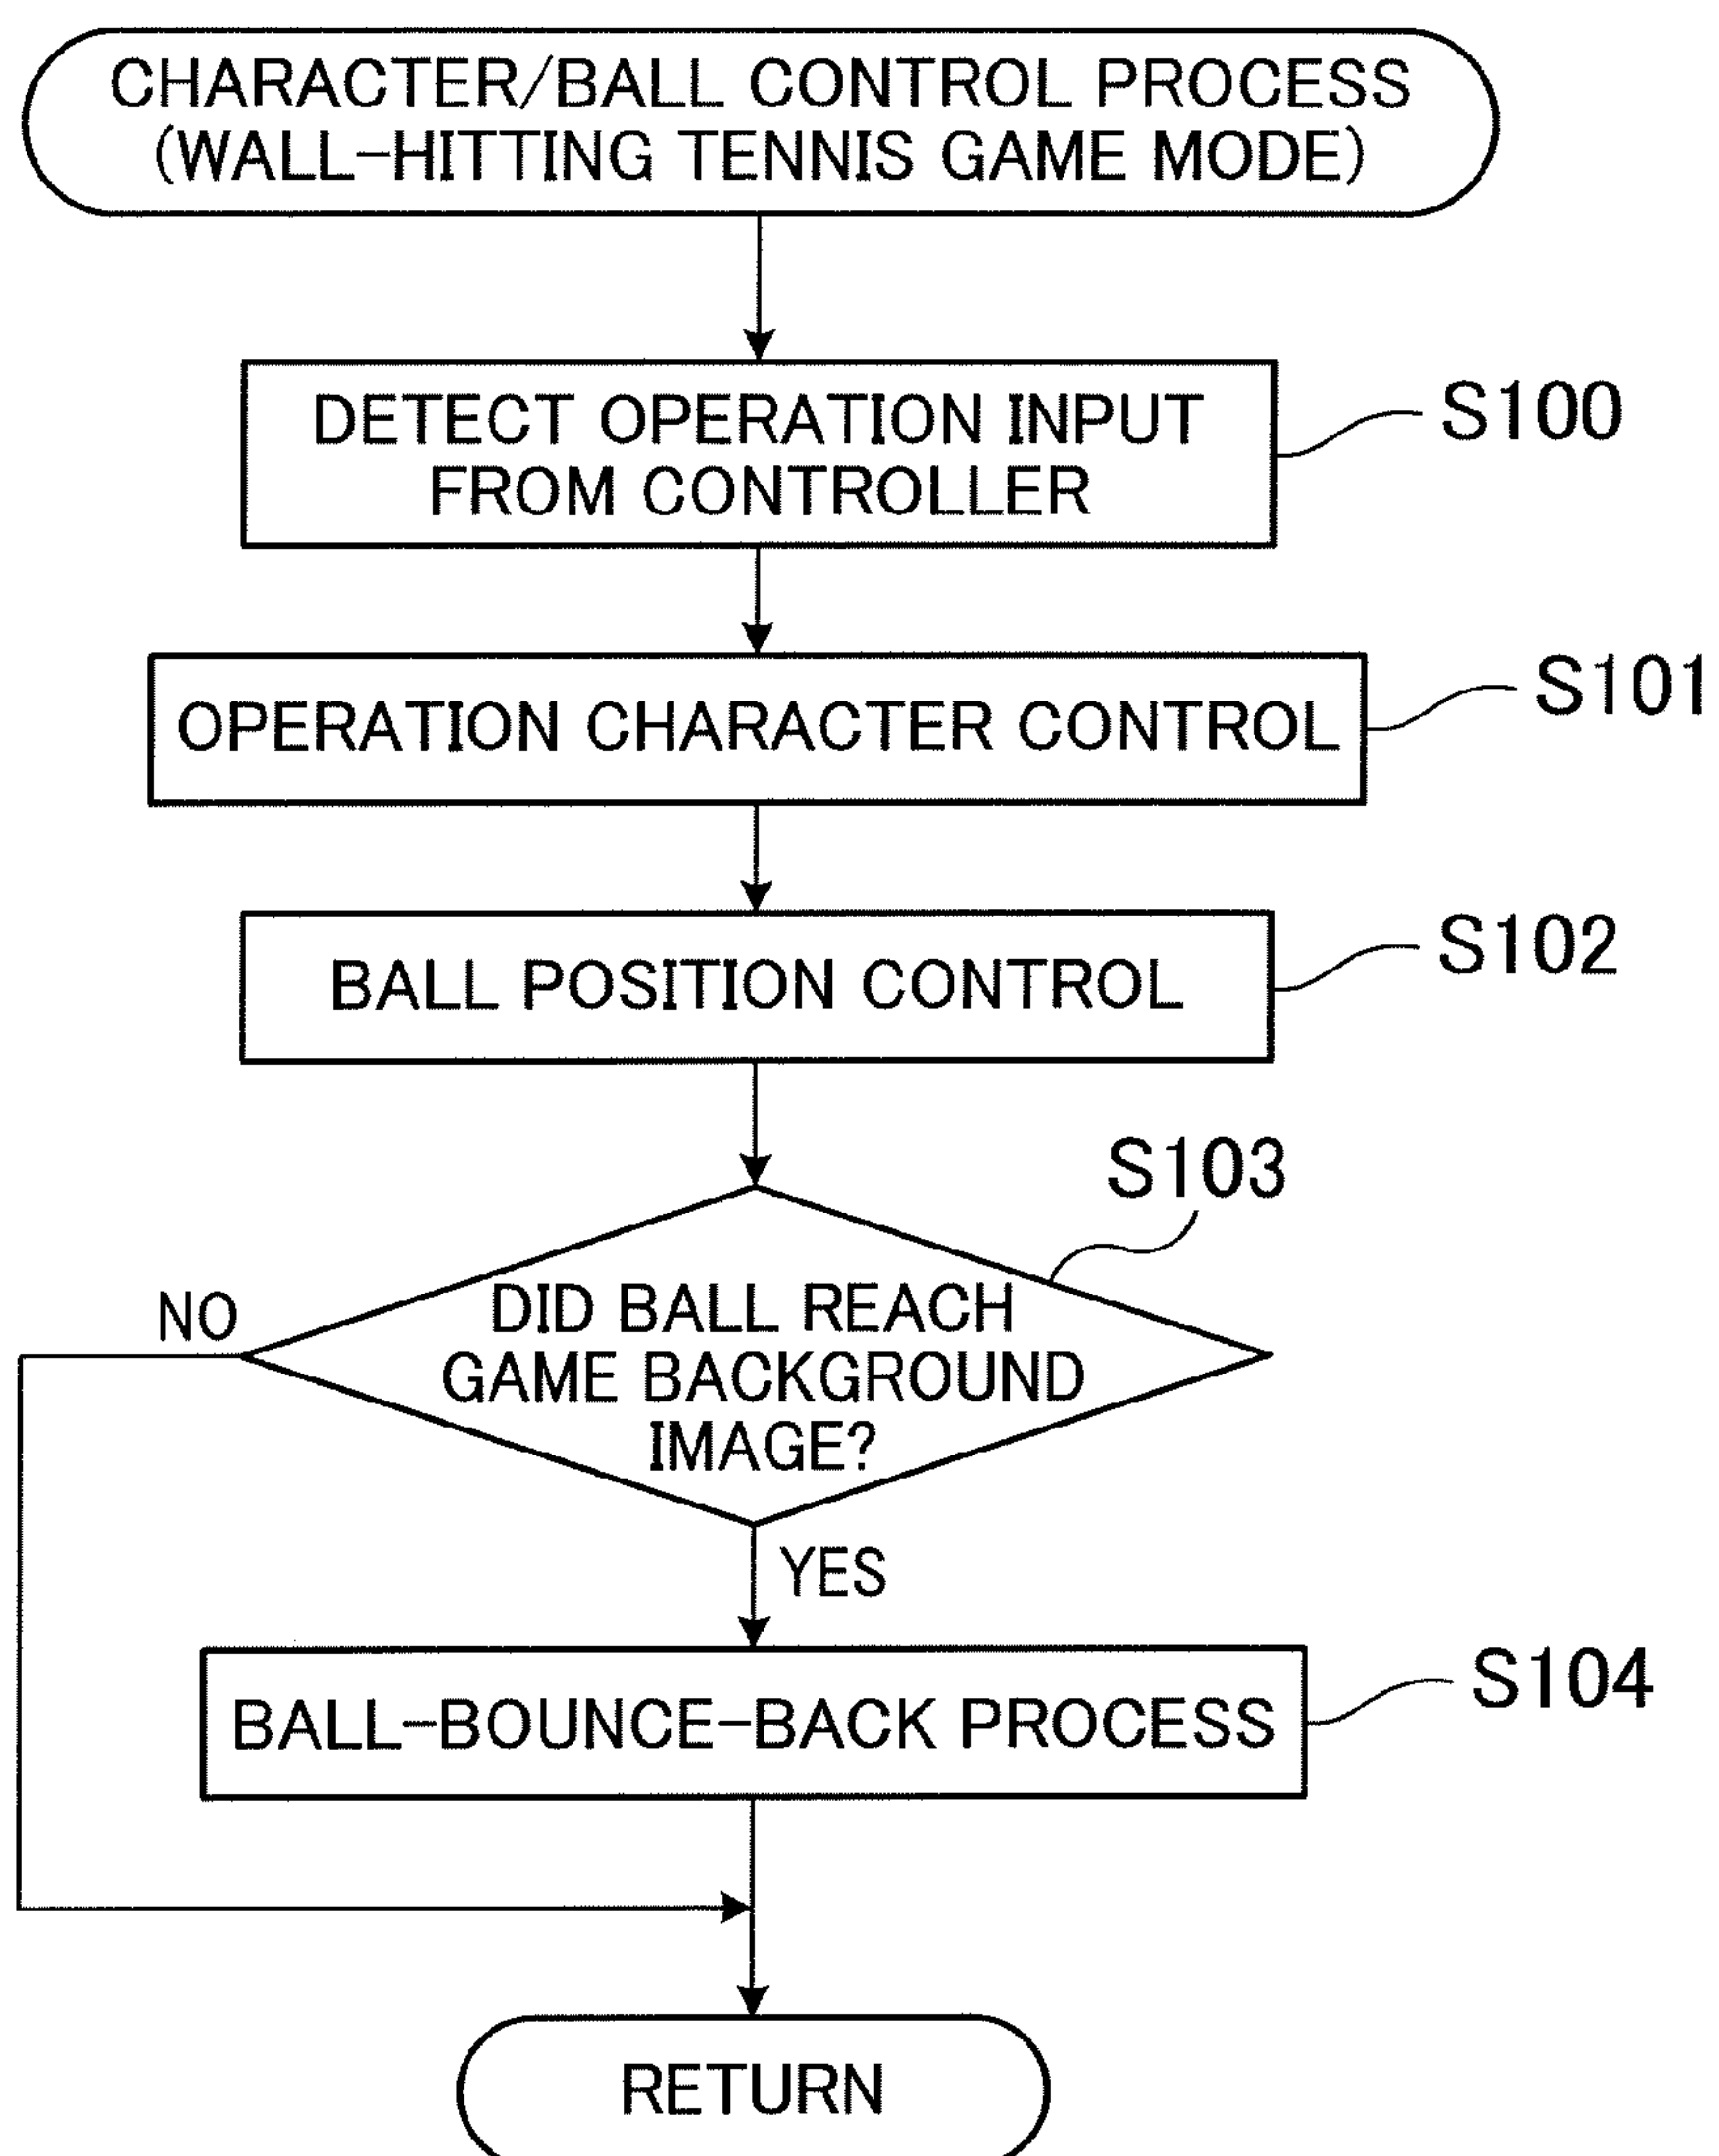 CHARACTER/BALL CONTROL PROCESS
(WALL-HITTING TENNIS GAME MODE)
DETECT OPERATION INPUT
FROM CONTROLLER
S100
OPERATION CHARACTER CONTROL
S101
BALL POSITION CONTROL
S102
S103
DID BALL REACH
GAME BACKGROUND
IMAGE?
NO
YES
BALL-BOUNCE-BACK PROCESS
S104
RETURN